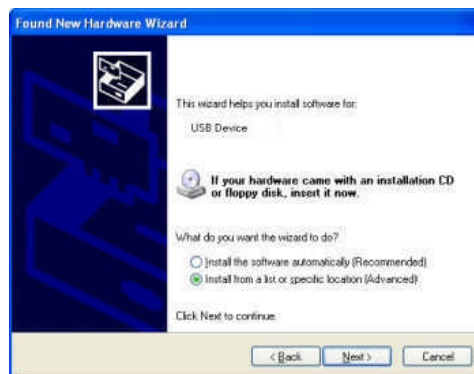 Found New Hardware Wizard
This wizard helps you install software for:
USB Device
If your hardware came with an installation CD
or floppy disk, insert it now.
What do you want the wizard to do?
Install the software automatically (Recommended)
Install from a list or specific location (Advanced)
Click Next to continue.
< Back
Next >
Cancel